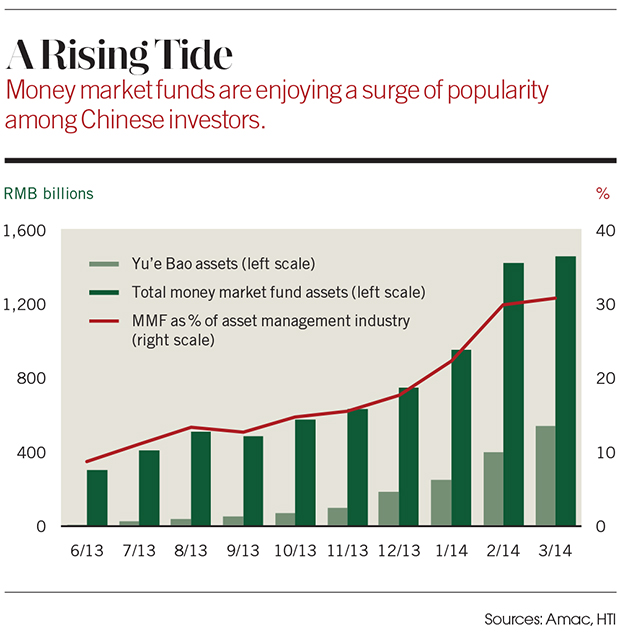 A Rising Tide
Money market funds are enjoying a surge of popularity
among Chinese investors.
RMB billions
%
1,600
40
Yu'e Bao assets (left scale)
Total money market fund assets (left scale)
1,200
30
MMF as % of asset management industry
(right scale)
800
20
400
10
0
0
6/13 7/13 8/13 9/13 10/13 11/13 12/13 1/14 2/14 3/14
Sources: Amac, HTI